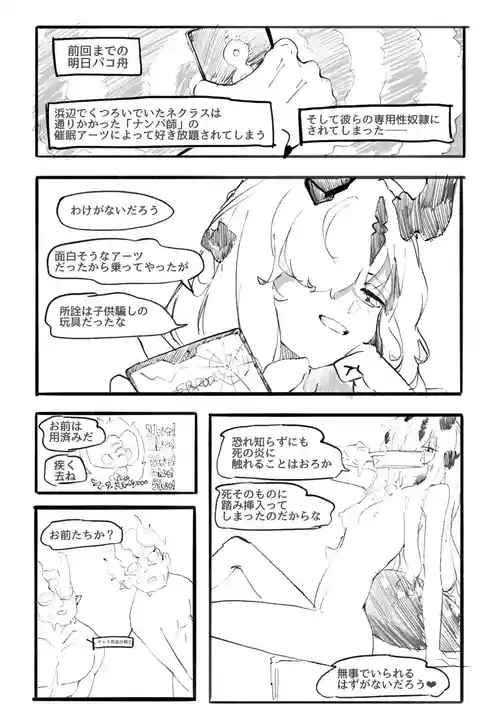 前回までの
明日パコ舟
浜辺でくつろいでいたネクラスは
通りかかった「ナンパ師」の
催眠アーツによって好き放題されてしまう
そして彼らの専用性奴隷に
されてしまった――
わけがないだろう
面白そうなアーツ
だったから乗ってやったが
所詮は子供騙しの
玩具だったな
お前は
用済みだ
疾く
去ね
恐れ知らずにも
死の炎に
触れることはおろか
死そのものに
踏み挿入って
しまったのだからな
無事でいられる
はずがないだろう❤
お前たちか？